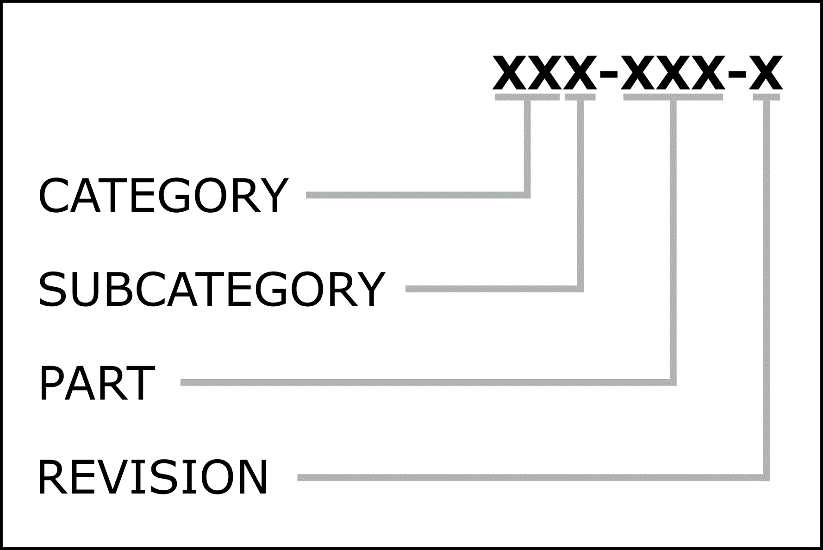 XXX-XXX-X
CATEGORY
SUBCATEGORY
PART
REVISION